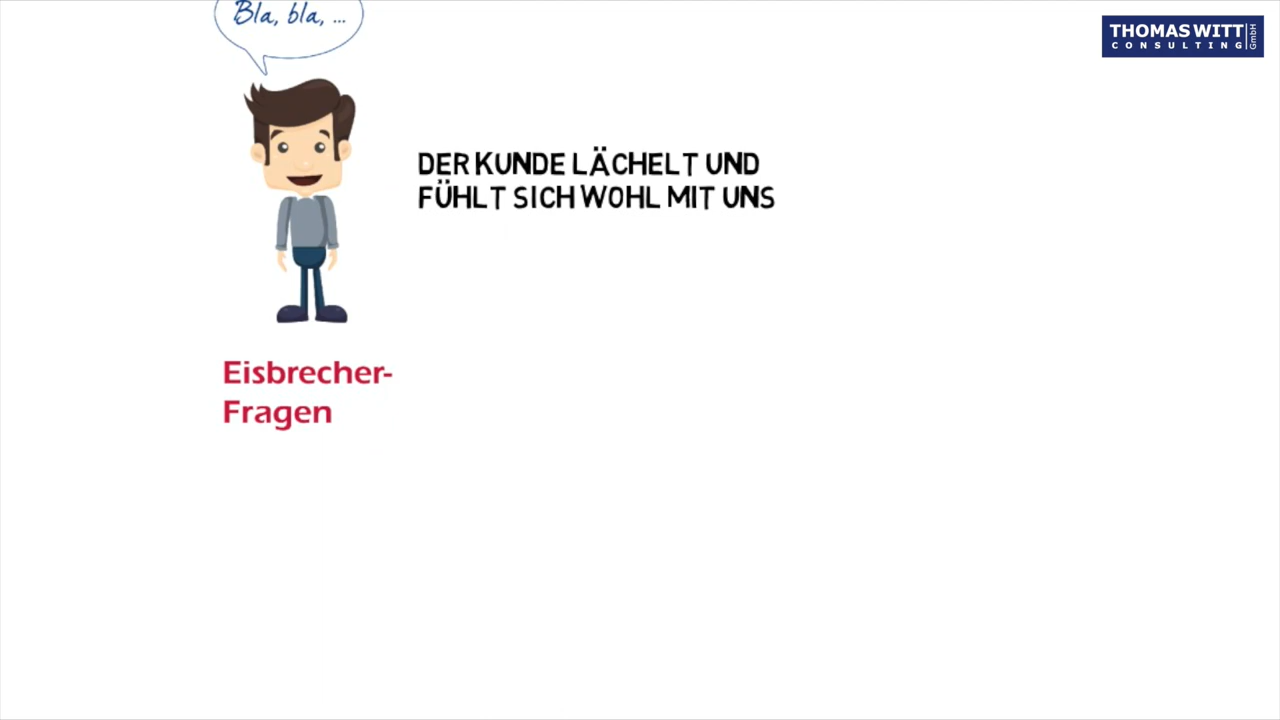 Bla, bla, ...
THOMAS WITT
CONSULTING
GmbH
DER KUNDE LÄCHELT UND
FÜHLT SICH WOHL MIT UNS
Eisbrecher-
Fragen